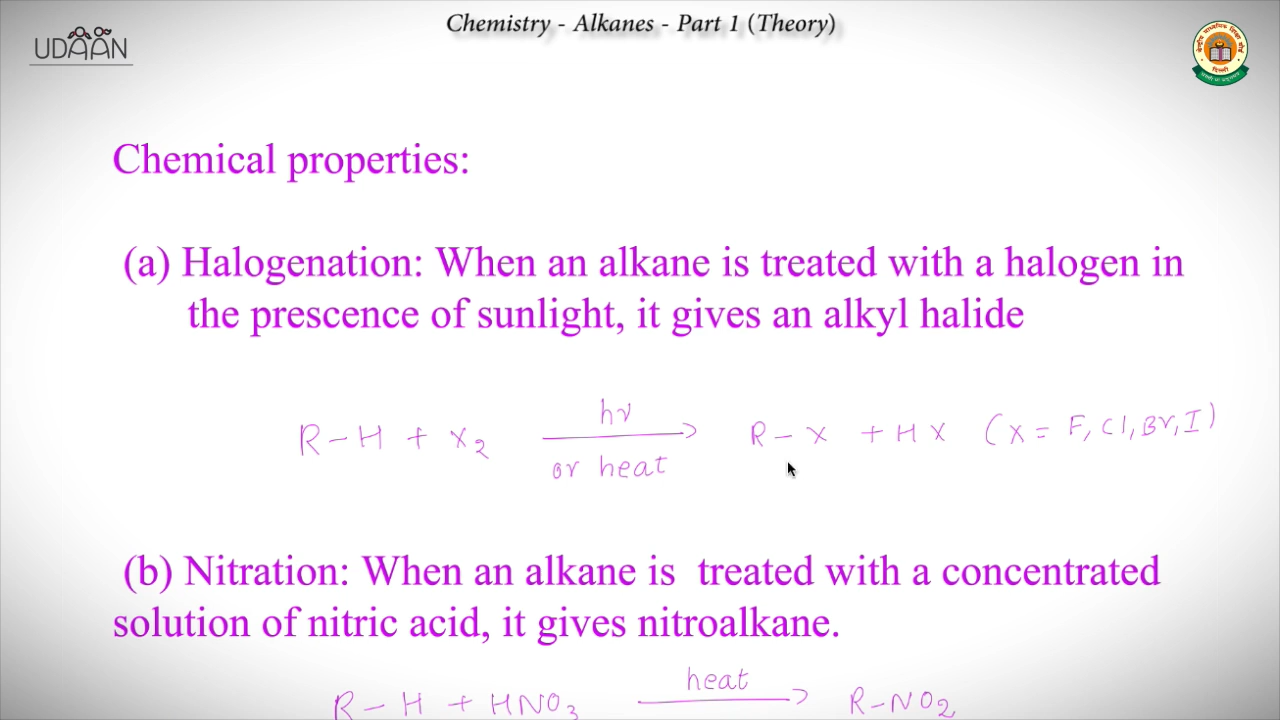 Chemistry - Alkanes - Part 1 (Theory)
UDAAN
Chemical properties:
(a) Halogenation: When an alkane is treated with a halogen in
the prescence of sunlight, it gives an alkyl halide
hν
R-H + X₂ ⟶ R-X + HX (X = F, Cl, Br, I)
or heat
(b) Nitration: When an alkane is treated with a concentrated
solution of nitric acid, it gives nitroalkane.
heat
R-H + HNO₃ ⟶ R-NO₂